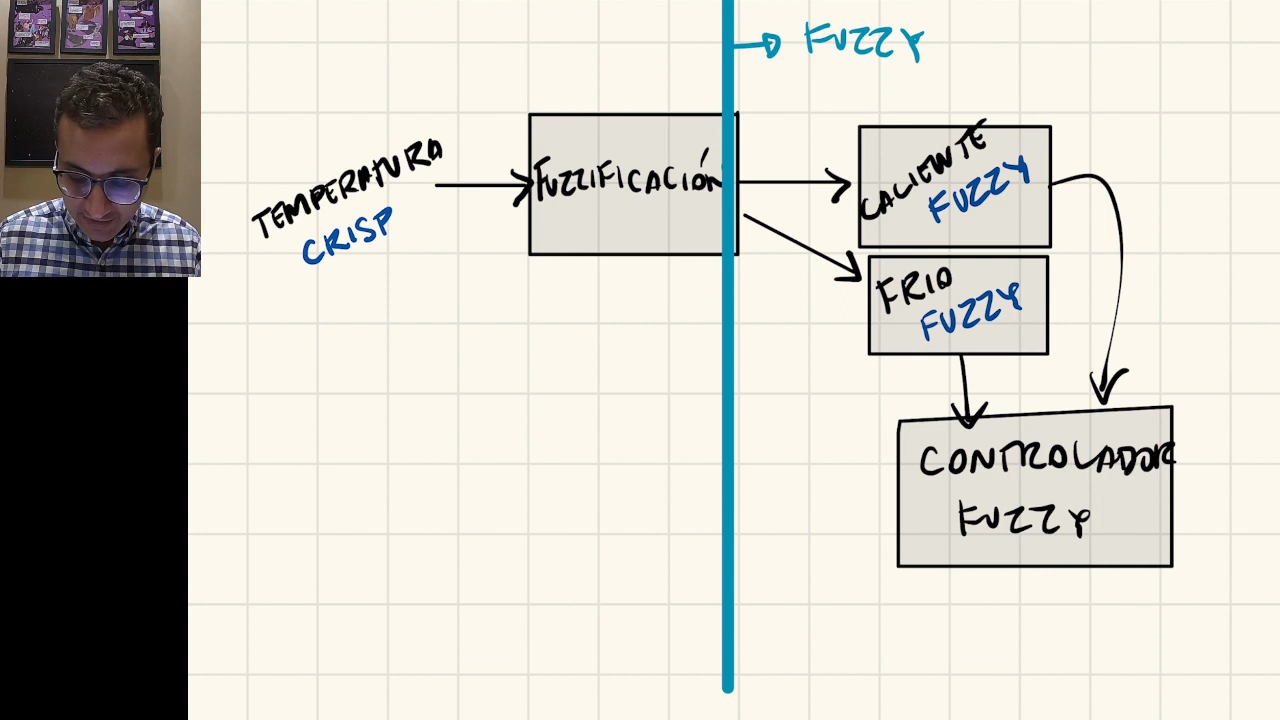 FUZZY
TEMPERATURA
CRISP
FUZZIFICACIÓN
CALIENTE
FUZZY
FRIO
FUZZY
CONTROLADOR
FUZZY